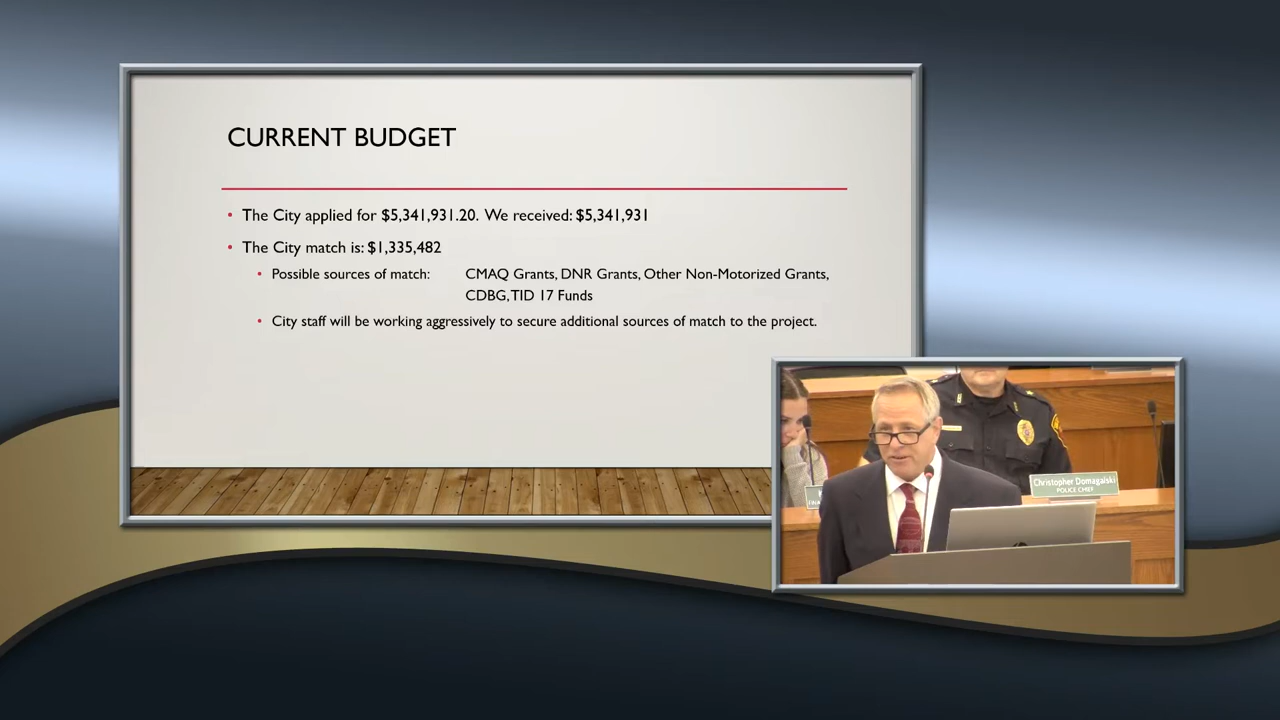 CURRENT BUDGET
• The City applied for $5,341,931.20. We received: $5,341,931
• The City match is: $1,335,482
• Possible sources of match: CMAQ Grants, DNR Grants, Other Non-Motorized Grants,
CDBG, TID 17 Funds
• City staff will be working aggressively to secure additional sources of match to the project.
Christopher Domagalski
POLICE CHIEF